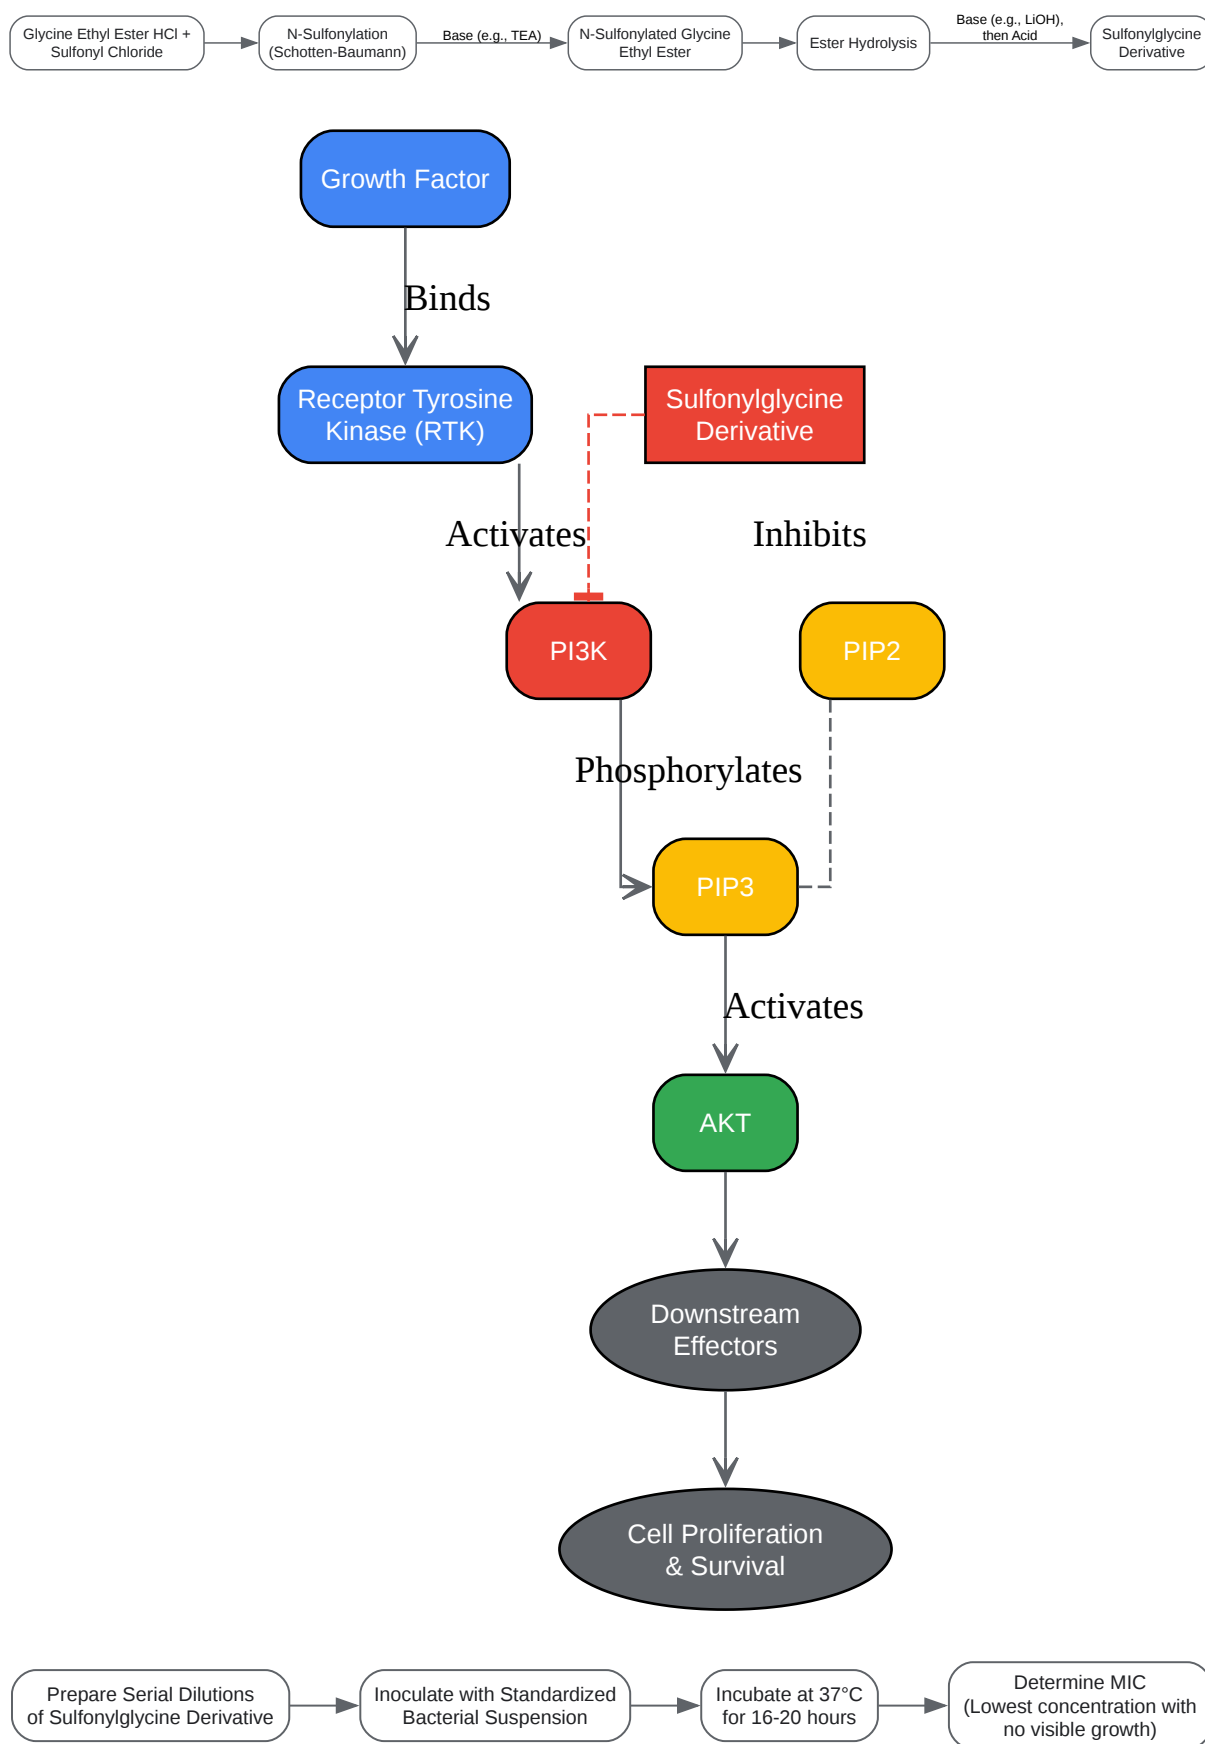 Glycine Ethyl Ester HCl +
Sulfonyl Chloride
N-Sulfonylation
(Schotten-Baumann)
Base (e.g., TEA)
N-Sulfonylated Glycine
Ethyl Ester
Ester Hydrolysis
Base (e.g., LiOH),
then Acid
Sulfonylglycine
Derivative
Growth Factor
Binds
Receptor Tyrosine
Kinase (RTK)
Sulfonylglycine
Derivative
Activates
Inhibits
PI3K
PIP2
Phosphorylates
PIP3
Activates
AKT
Downstream
Effectors
Cell Proliferation
& Survival
Prepare Serial Dilutions
of Sulfonylglycine Derivative
Inoculate with Standardized
Bacterial Suspension
Incubate at 37°C
for 16-20 hours
Determine MIC
(Lowest concentration with
no visible growth)